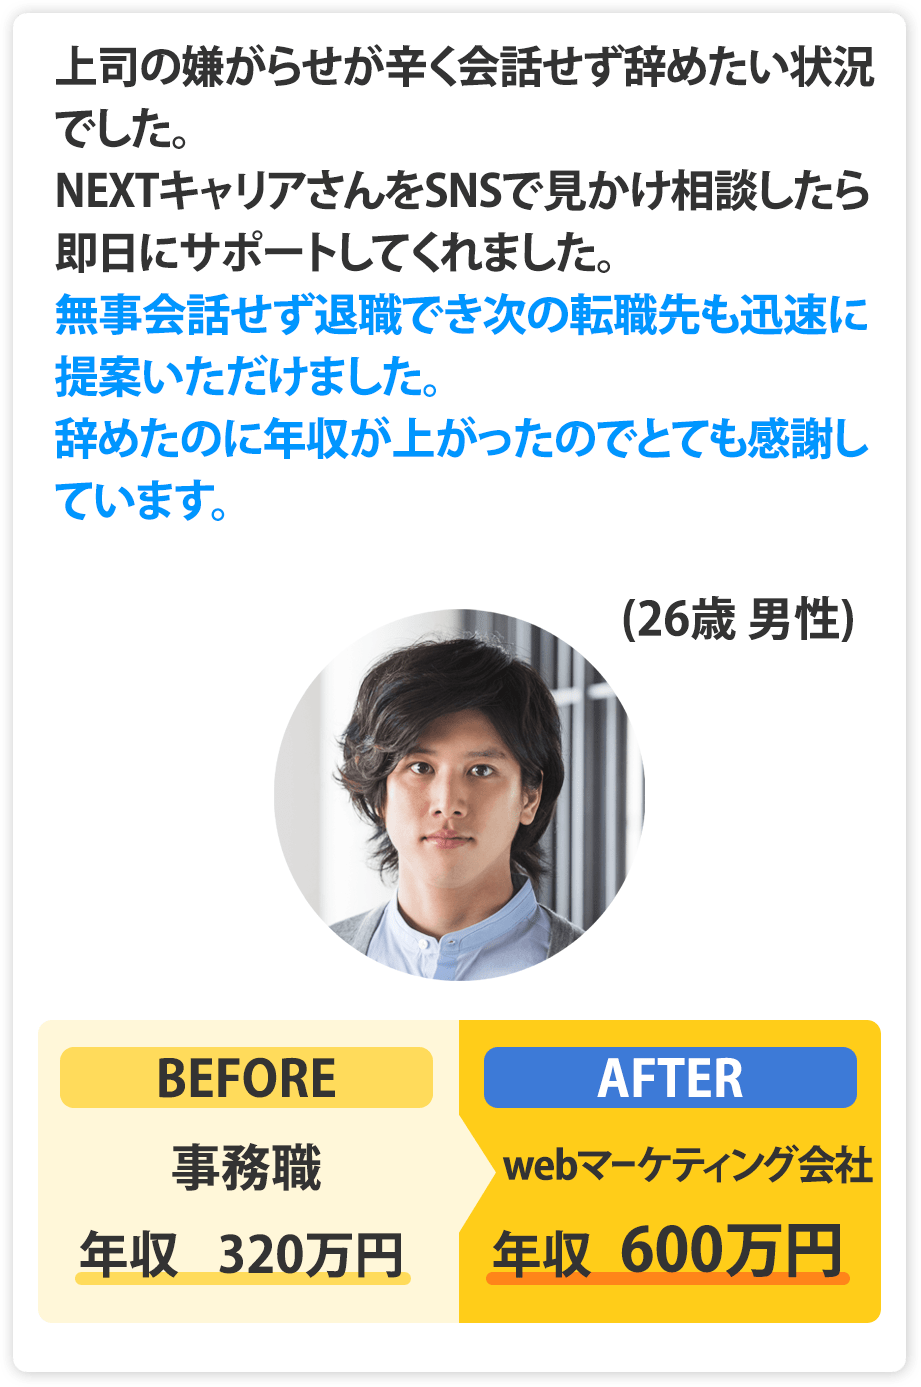 上司の嫌がらせが辛く会話せず辞めたい状況
でした。
NEXTキャリアさんをSNSで見かけ相談したら
即日にサポートしてくれました。
無事会話せず退職でき次の転職先も迅速に
提案いただけました。
辞めたのに年収が上がったのでとても感謝し
ています。
(26歳 男性)
BEFORE
事務職
年収 320万円
AFTER
webマーケティング会社
年収 600万円